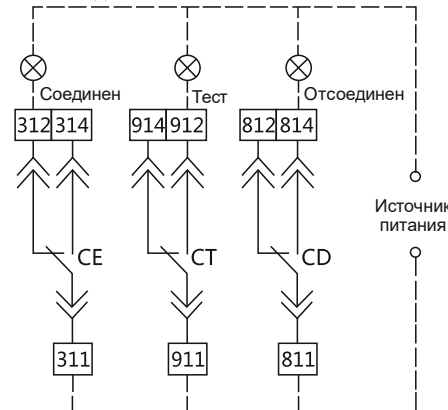 Соединен
Тест
Отсоединен
312 314
914 912
812 814
Источник
питания
CE
CT
CD
311
911
811